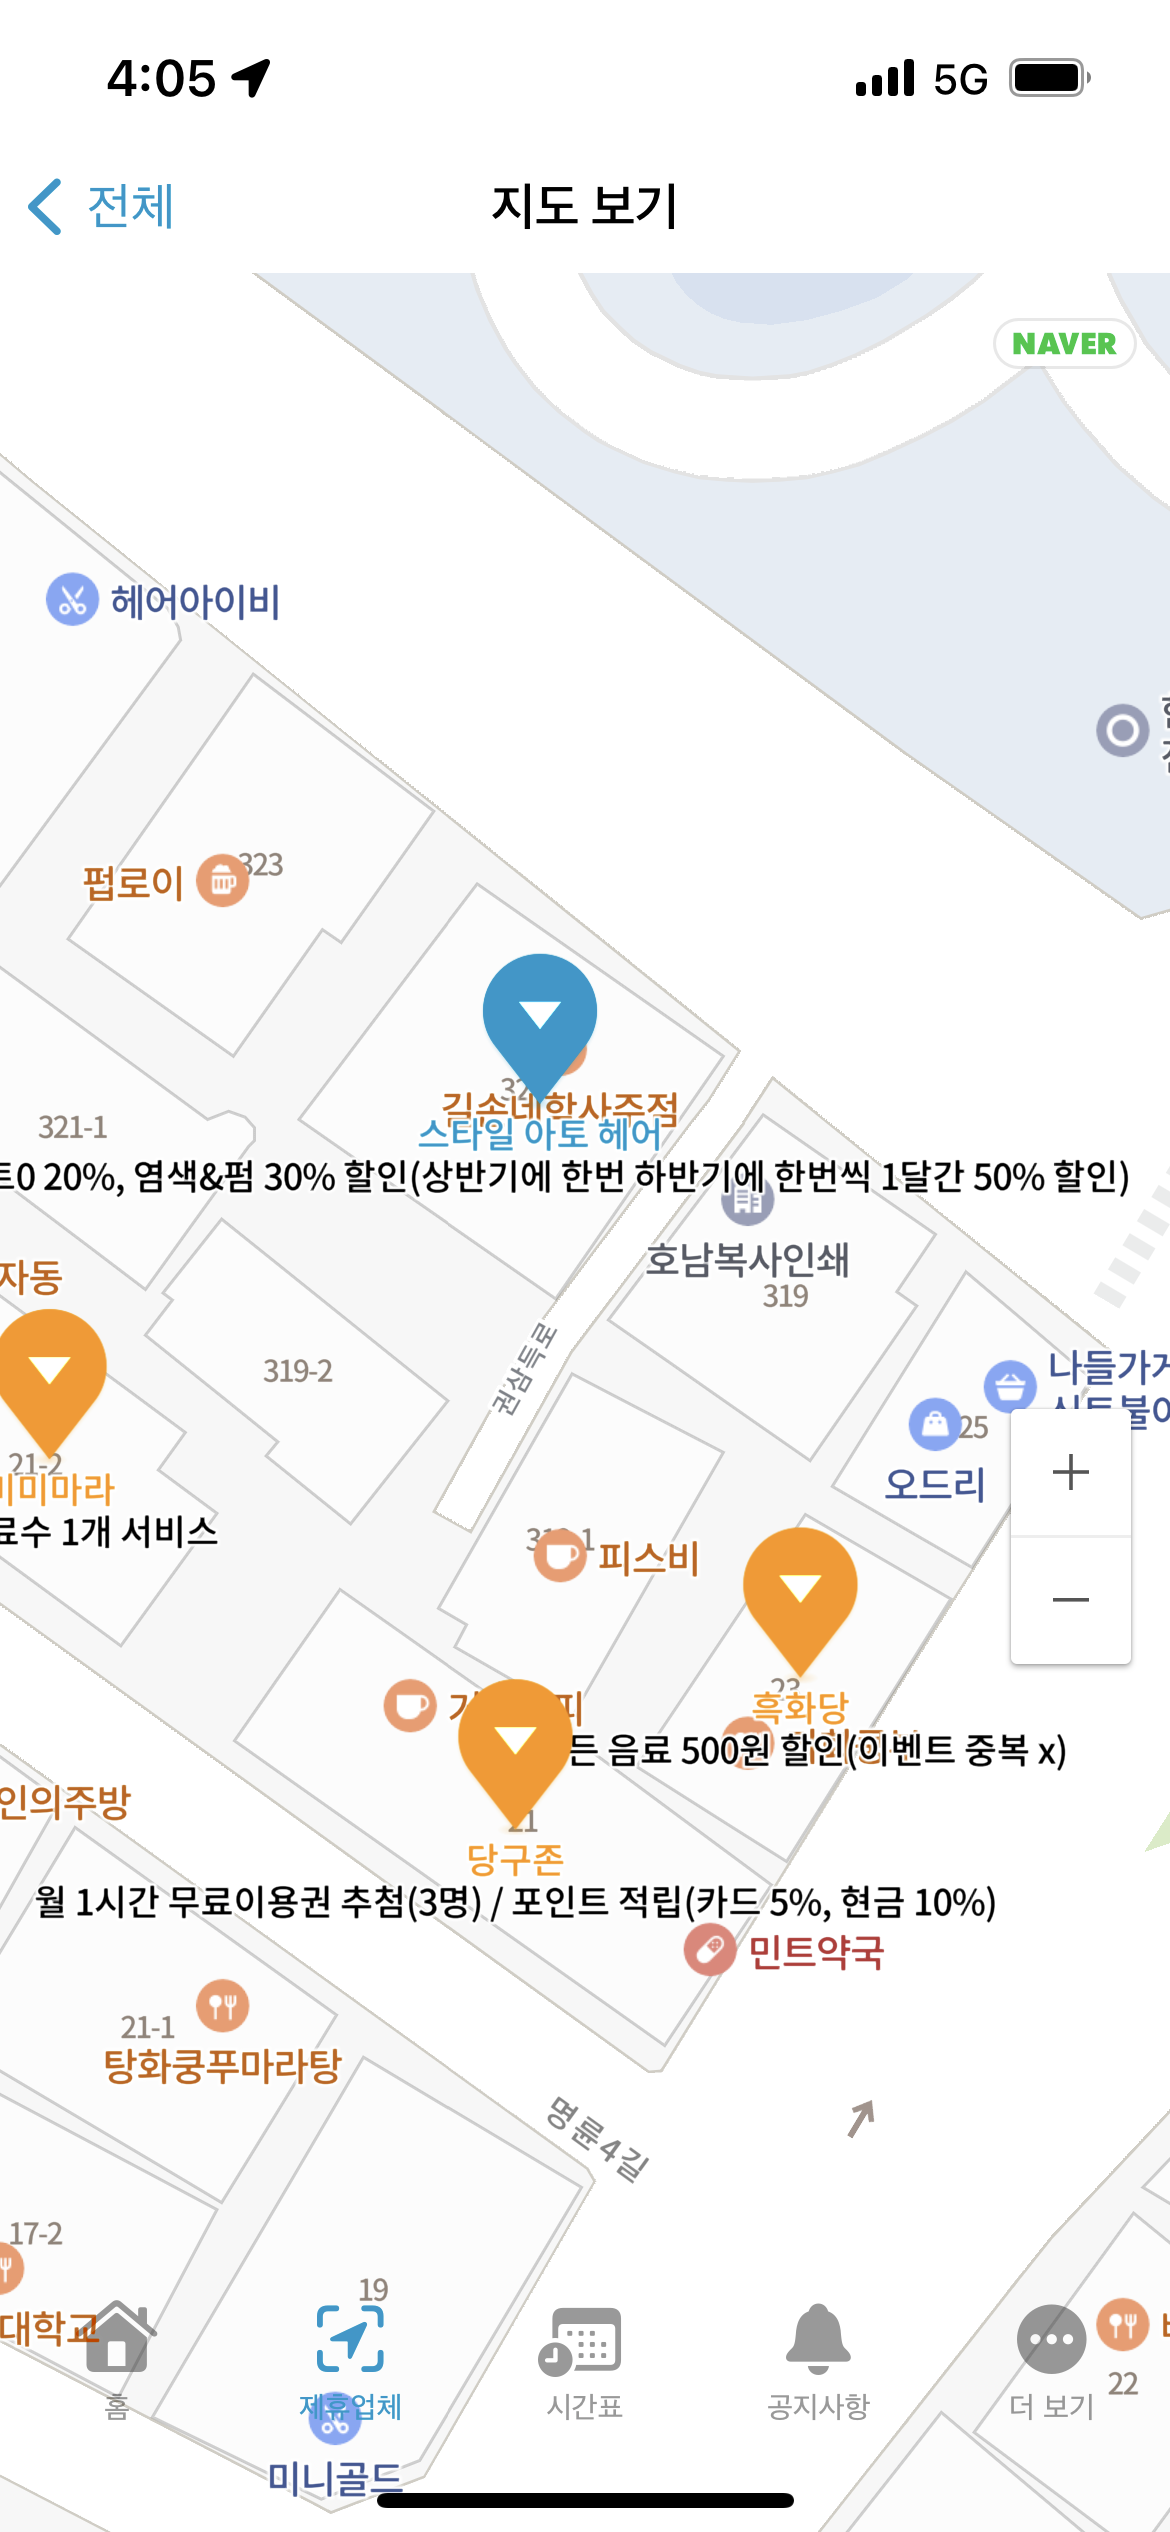 4:05
5G
전체
지도 보기
NAVER
헤어아이비
323
펍로이
길손네학사주점
스타일 아토 헤어
321-1
트0 20%, 염색&펌 30% 할인(상반기에 한번 하반기에 한번씩 1달간 50% 할인)
호남복사인쇄
319
자동
권삼득로
319-2
나들가게
25
오드리
+
21-2
미미마라
료수 1개 서비스
피스비
−
23
흑화당
든 음료 500원 할인(이벤트 중복 x)
21
인의주방
당구존
월 1시간 무료이용권 추첨(3명) / 포인트 적립(카드 5%, 현금 10%)
민트약국
21-1
탕화쿵푸마라탕
명륜4길
17-2
19
대학교
22
홈
제휴업체
시간표
공지사항
더 보기
미니골드